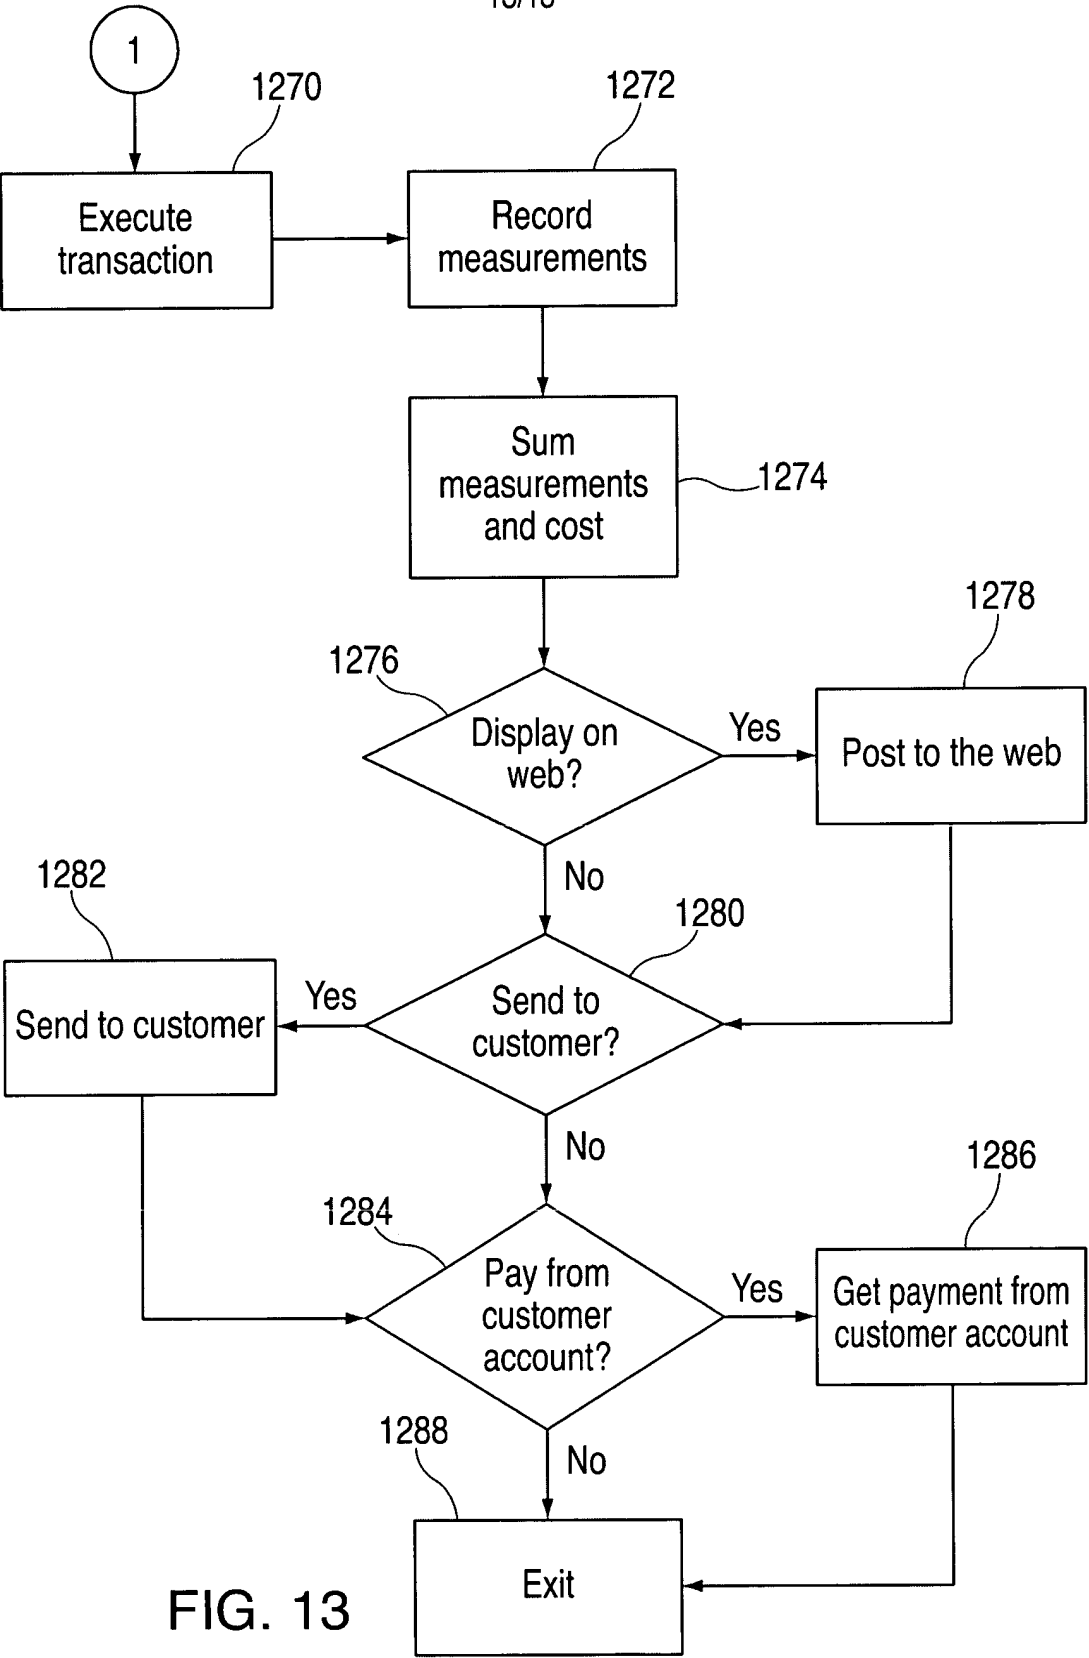 1
1270
1272
Execute
transaction
Record
measurements
Sum
measurements
and cost
1274
1278
1276
Display on
web?
Yes
Post to the web
No
1282
1280
Send to customer
Yes
Send to
customer?
No
1286
1284
Pay from
customer
account?
Yes
Get payment from
customer account
1288
No
Exit
FIG. 13